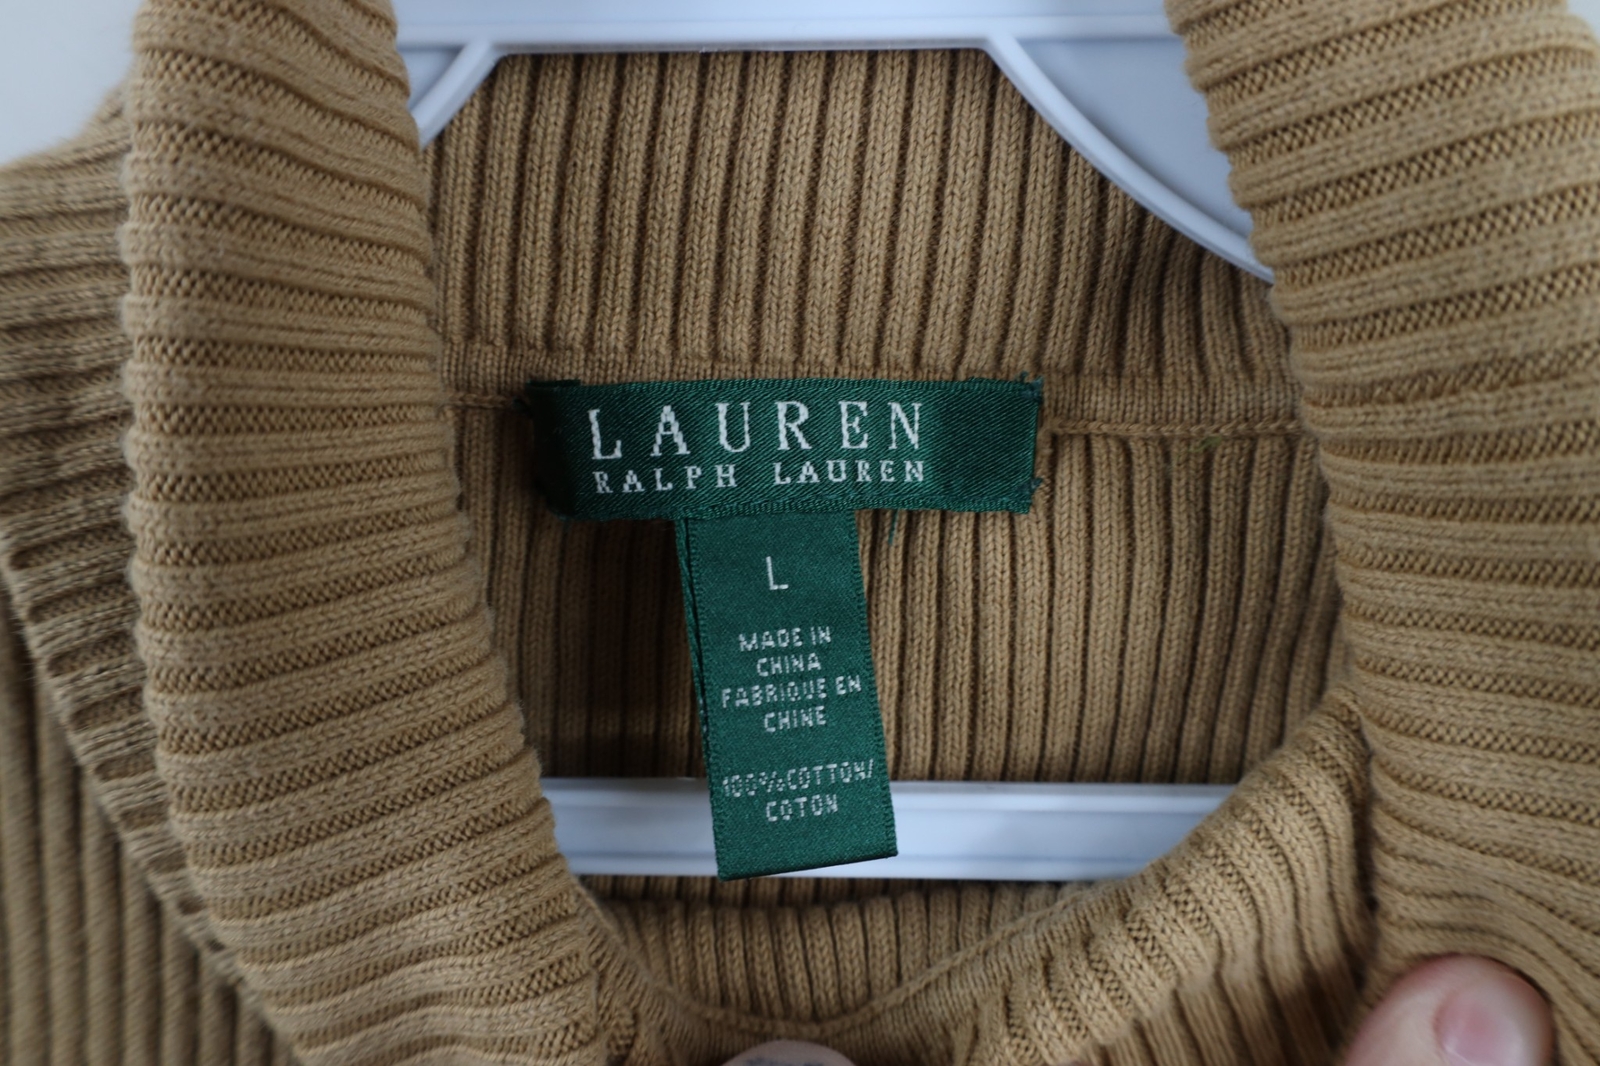 LAUREN
RALPH LAUREN
L
MADE IN
CHINA
FABRIQUE EN
CHINE
100%COTTON/
COTON